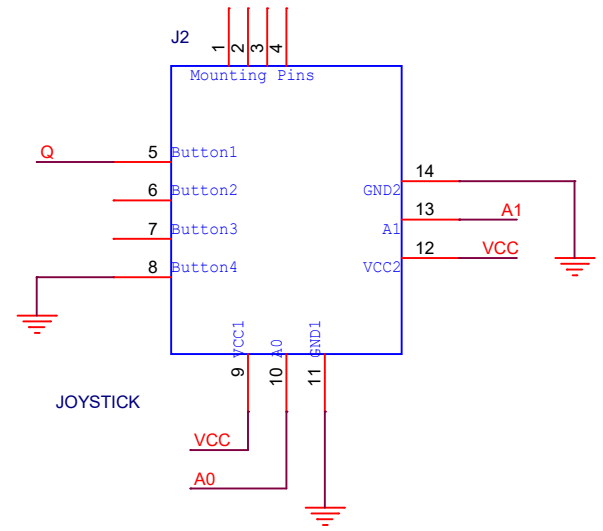 J2
1 2 3 4
Mounting Pins
Q 5 Button1
14
6 Button2 GND2
13 A1
7 Button3 A1
12 VCC
8 Button4 VCC2
VCC1 A0 GND1
9 10 11
JOYSTICK
VCC
A0